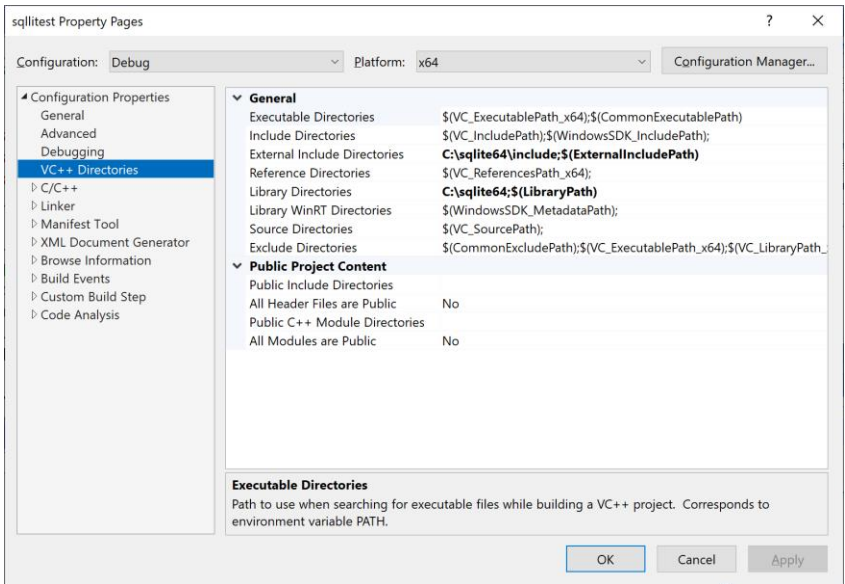 sqllitest Property Pages
? ×
Configuration: Debug Platform: x64 Configuration Manager...
Configuration Properties
General
Advanced
Debugging
VC++ Directories
C/C++
Linker
Manifest Tool
XML Document Generator
Browse Information
Build Events
Custom Build Step
Code Analysis
General
Executable Directories $(VC_ExecutablePath_x64);$(CommonExecutablePath)
Include Directories $(VC_IncludePath);$(WindowsSDK_IncludePath);
External Include Directories C:\sqlite64\include;$(ExternalIncludePath)
Reference Directories $(VC_ReferencesPath_x64);
Library Directories C:\sqlite64;$(LibraryPath)
Library WinRT Directories $(WindowsSDK_MetadataPath);
Source Directories $(VC_SourcePath);
Exclude Directories $(CommonExcludePath);$(VC_ExecutablePath_x64);$(VC_LibraryPath_
Public Project Content
Public Include Directories
All Header Files are Public No
Public C++ Module Directories
All Modules are Public No
Executable Directories
Path to use when searching for executable files while building a VC++ project. Corresponds to
environment variable PATH.
OK Cancel Apply